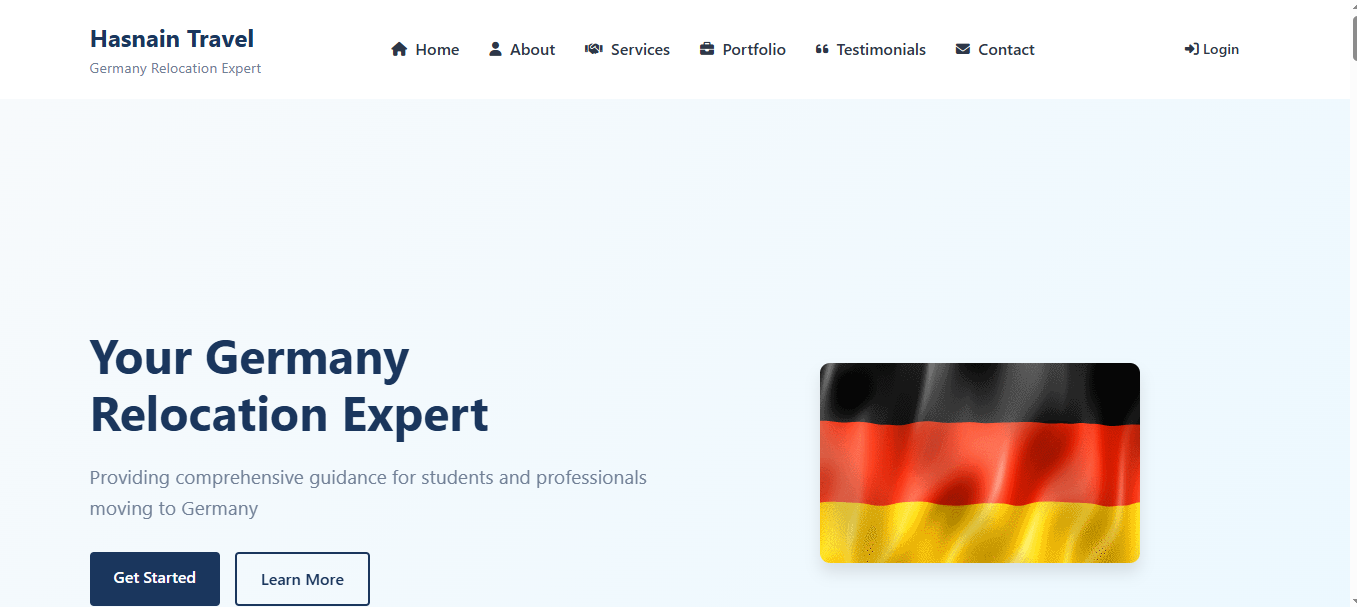 Hasnain Travel
Germany Relocation Expert
Home
About
Services
Portfolio
Testimonials
Contact
Login
Your Germany
Relocation Expert
Providing comprehensive guidance for students and professionals
moving to Germany
Get Started
Learn More